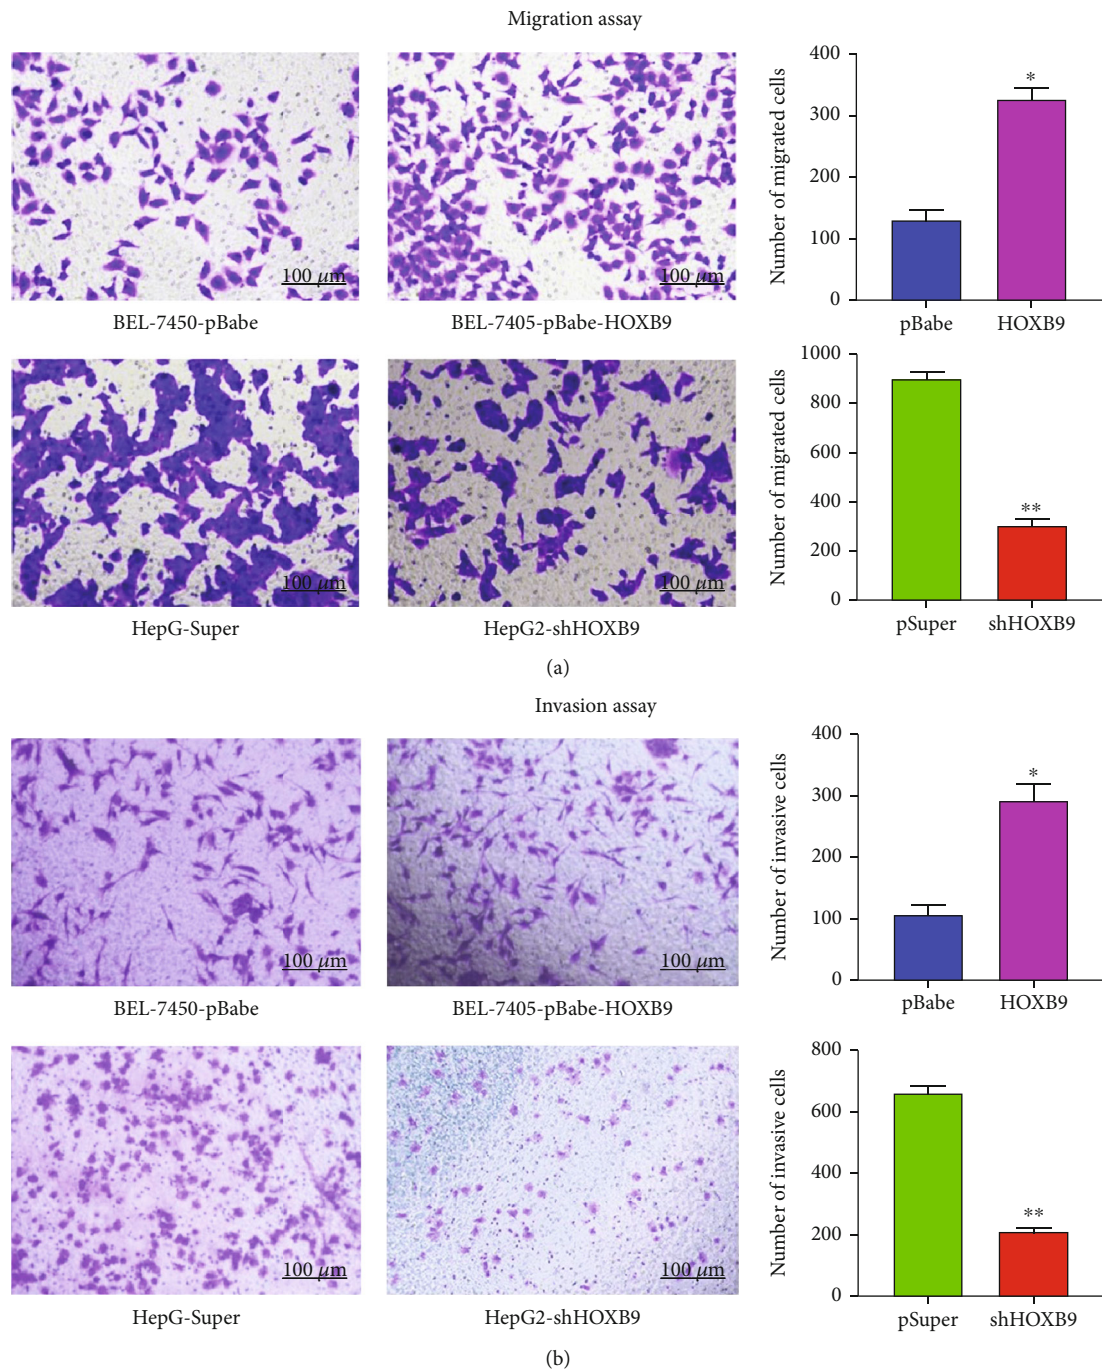 Migration assay
100 µm
BEL-7450-pBabe
100 µm
BEL-7405-pBabe-HOXB9
Number of migrated cells
400
300
200
100
0
*
pBabe
HOXB9
100 µm
HepG-Super
100 µm
HepG2-shHOXB9
Number of migrated cells
1000
800
600
400
200
0
**
pSuper
shHOXB9
(a)
Invasion assay
100 µm
BEL-7450-pBabe
100 µm
BEL-7405-pBabe-HOXB9
Number of invasive cells
400
300
200
100
0
*
pBabe
HOXB9
100 µm
HepG-Super
100 µm
HepG2-shHOXB9
Number of invasive cells
800
600
400
200
0
**
pSuper
shHOXB9
(b)